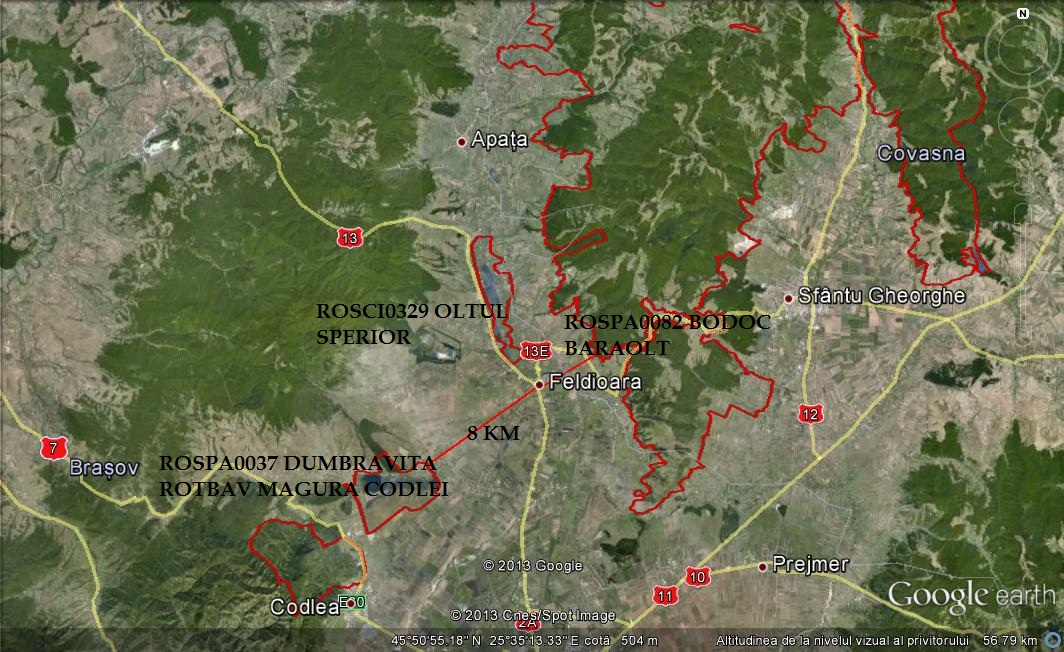 N
Apața
Covasna
13
Sfântu Gheorghe
ROSCI0329 OLTUL
SPERIOR
ROSPA0082 BODOC
BARAOLT
13E
Feldioara
12
8 KM
7
Brașov
ROSPA0037 DUMBRAVITA
ROTBAV MAGURA CODLEI
© 2013 Google
Prejmer
10
11
Google earth
Codlea
E60
© 2013 Cnes/Spot Image
2A
45°50'55.18" N 25°35'13.33" E cotă 504 m
Altitudinea de la nivelul vizual al privitorului 56.79 km